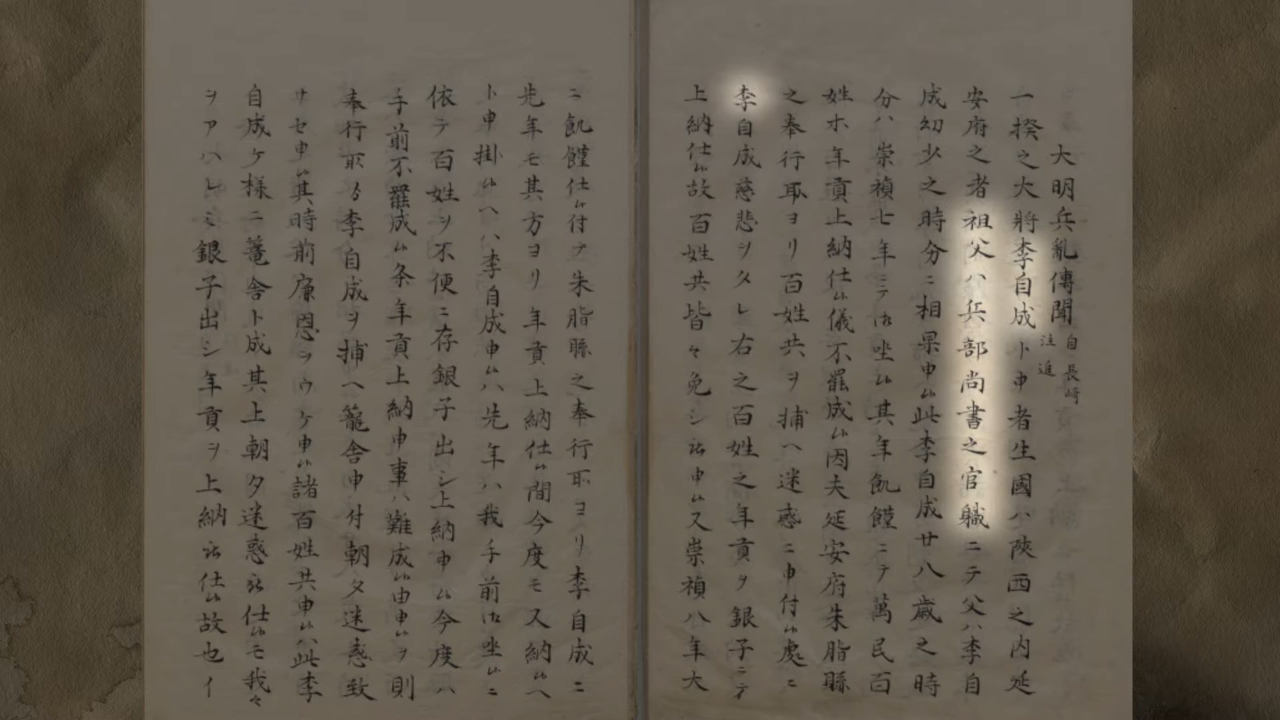 大明兵亂傳聞 自長崎注進
一揆之大將李自成ト申者生國ハ陝西之内延
安府之者祖父ハ兵部尚書之官職ニテ父ハ李自
成幼少之時分ニ相果申候此李自成廿八歳之時
分ハ崇禎七年ニテ御坐候其年飢饉ニテ萬民百
姓ホ年貢上納仕候儀不罷成候因夫延安府朱脂縣
之奉行取ヨリ百姓共ヲ捕ヘ迷惑ニ申付候處ニ
李自成慈悲ヲタレ右之百姓之年貢ヲ銀子ニテ
上納仕候故百姓共皆々免シ被申候又崇禎八年大
ニ飢饉仕候付テ朱脂縣之奉行取ヨリ李自成ニ
先年モ其方ヨリ年貢上納仕候間今度モ又納候ヘ
ト申掛候ヘハ李自成申候ハ先年ハ我手前御坐候ニ
依テ百姓ヲ不便ニ存銀子出シ上納申候今度ハ
手前不罷成候条年貢上納申事ハ難成候由申候ヲ則
奉行取ゟ李自成ヲ捕ヘ籠舎申付朝夕迷惑致
サセ申候其時前廉恩ヲウケ申候諸百姓共申候ハ此李
自成ケ様ニ篭舎ト成其上朝夕迷惑被仕候モ我々
ヲアハレミ銀子出シ年貢ヲ上納被仕候故也イ